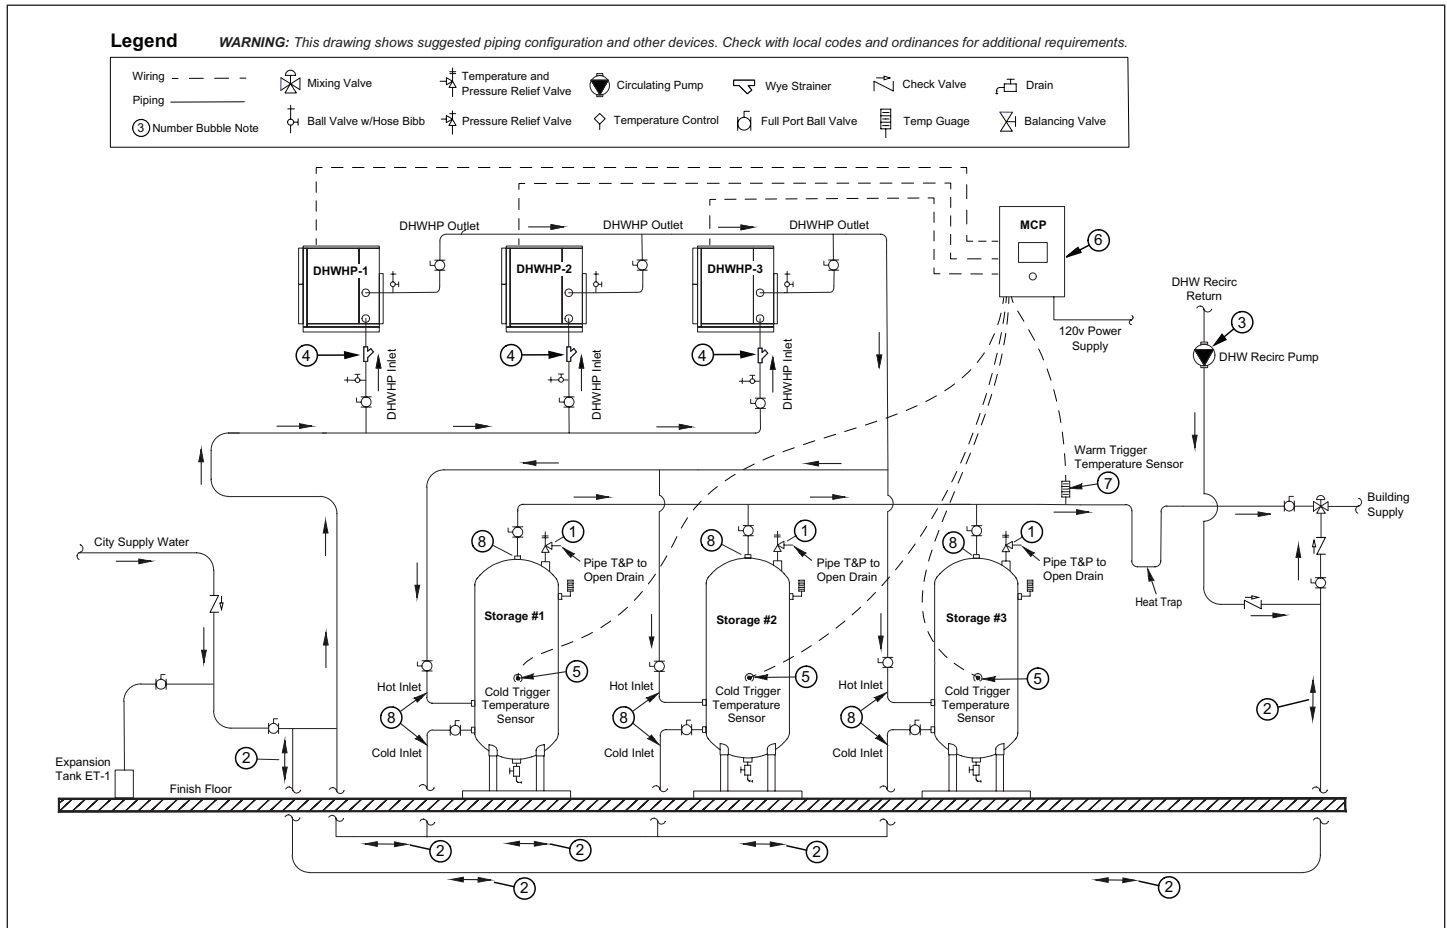 Legend
WARNING: This drawing shows suggested piping configuration and other devices. Check with local codes and ordinances for additional requirements.
Wiring
Mixing Valve
Temperature and
Pressure Relief Valve
Circulating Pump
Wye Strainer
Check Valve
Drain
Piping
3 Number Bubble Note
Ball Valve w/Hose Bibb
Pressure Relief Valve
Temperature Control
Full Port Ball Valve
Temp Guage
Balancing Valve
DHWHP Outlet
DHWHP Outlet
DHWHP Outlet
MCP
6
DHWHP-1
DHWHP-2
DHWHP-3
DHW Recirc
Return
120v Power
Supply
3
DHW Recirc Pump
4
DHWHP Inlet
4
DHWHP Inlet
4
DHWHP Inlet
Warm Trigger
Temperature Sensor
7
Building
Supply
City Supply Water
8
1
Pipe T&P to
Open Drain
8
1
Pipe T&P to
Open Drain
8
1
Pipe T&P to
Open Drain
Heat Trap
Storage #1
Storage #2
Storage #3
5
5
5
Hot Inlet
Cold Trigger
Temperature
Sensor
Hot Inlet
Cold Trigger
Temperature
Sensor
Hot Inlet
Cold Trigger
Temperature
Sensor
8
8
8
2
Cold Inlet
Cold Inlet
Cold Inlet
2
Expansion
Tank ET-1
Finish Floor
2
2
2
2
2